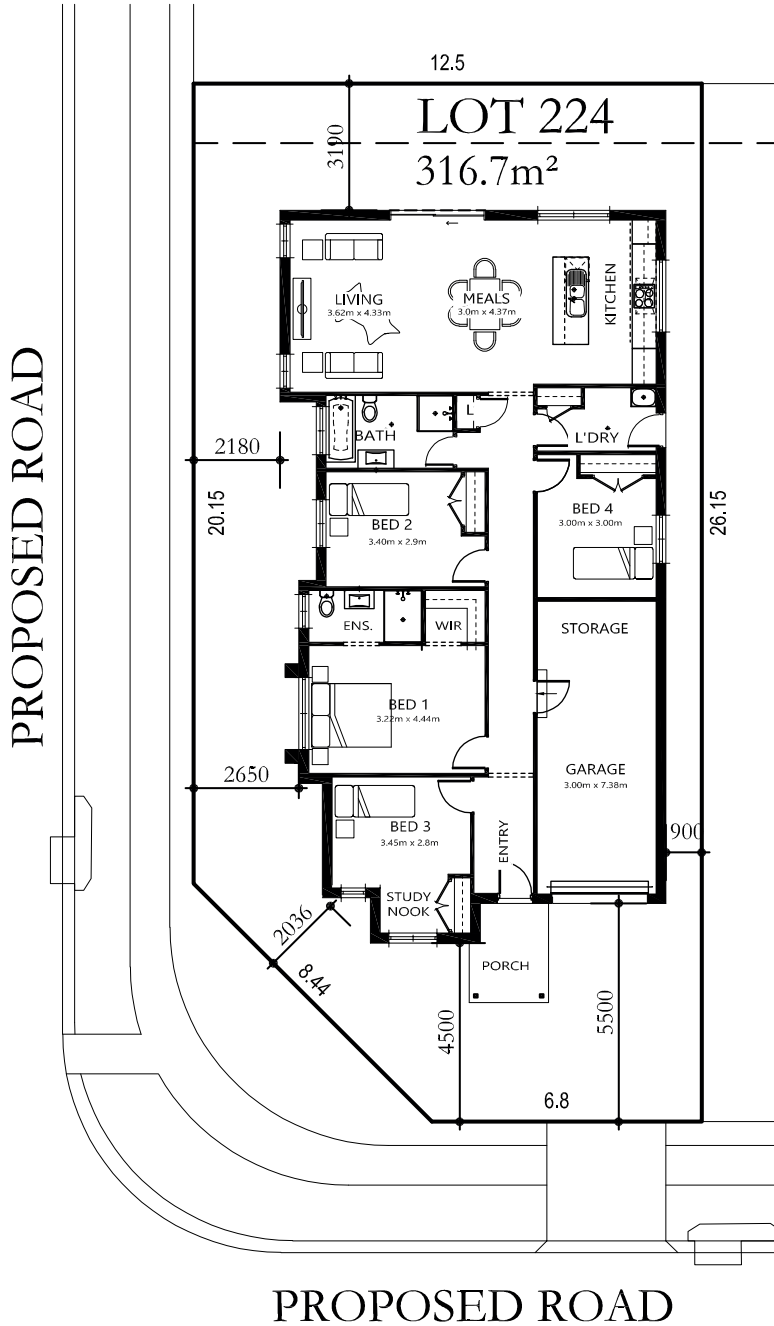 12.5
LOT 224
3190
316.7m²
LIVING
3.62m x 4.33m
MEALS
3.0m x 4.37m
KITCHEN
L
BATH
L'DRY
2180
20.15
PROPOSED ROAD
BED 2
3.40m x 2.9m
BED 4
3.00m x 3.00m
26.15
ENS.
WIR
STORAGE
BED 1
3.22m x 4.44m
2650
GARAGE
3.00m x 7.38m
BED 3
3.45m x 2.8m
ENTRY
900
STUDY
NOOK
2036
8.44
PORCH
4500
5500
6.8
PROPOSED ROAD